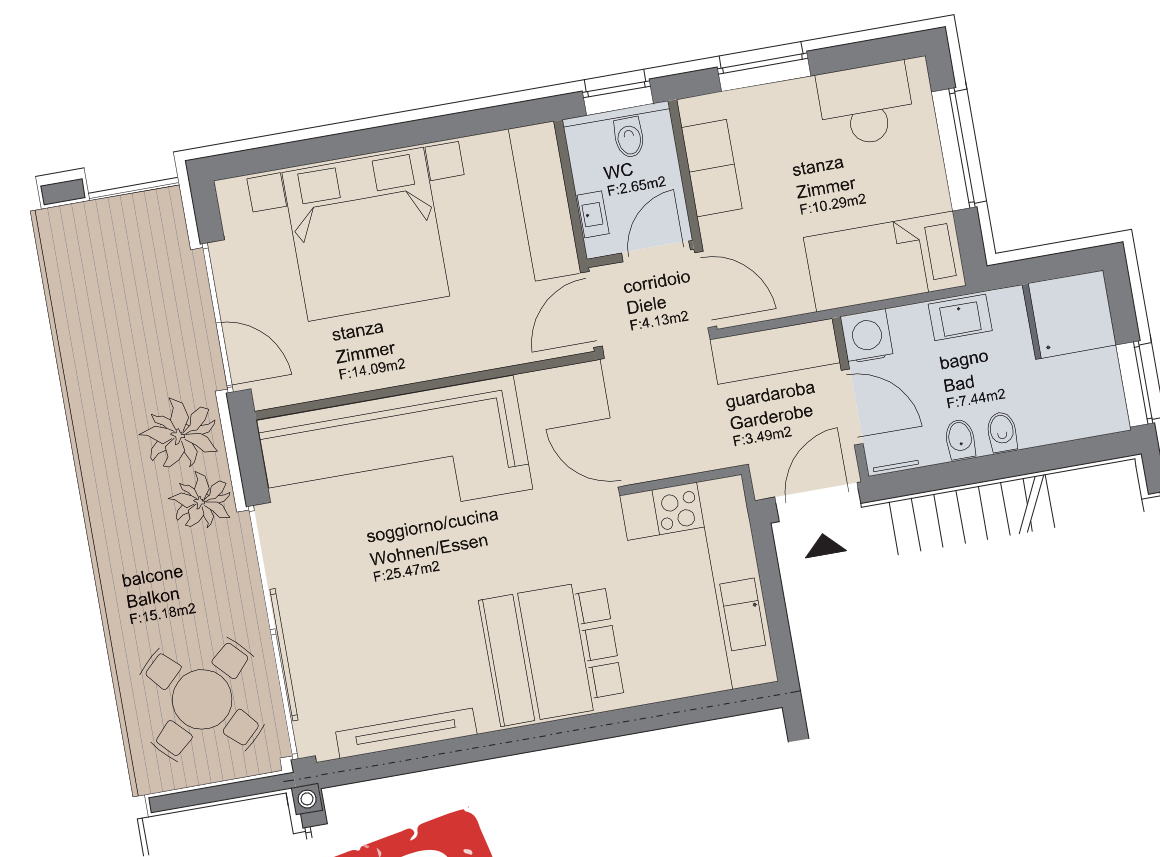 WC
F:2.65m2
stanza
Zimmer
F:10.29m2
corridoio
Diele
F:4.13m2
stanza
Zimmer
F:14.09m2
bagno
Bad
F:7.44m2
guardaroba
Garderobe
F:3.49m2
soggiorno/cucina
Wohnen/Essen
F:25.47m2
balcone
Balkon
F:15.18m2